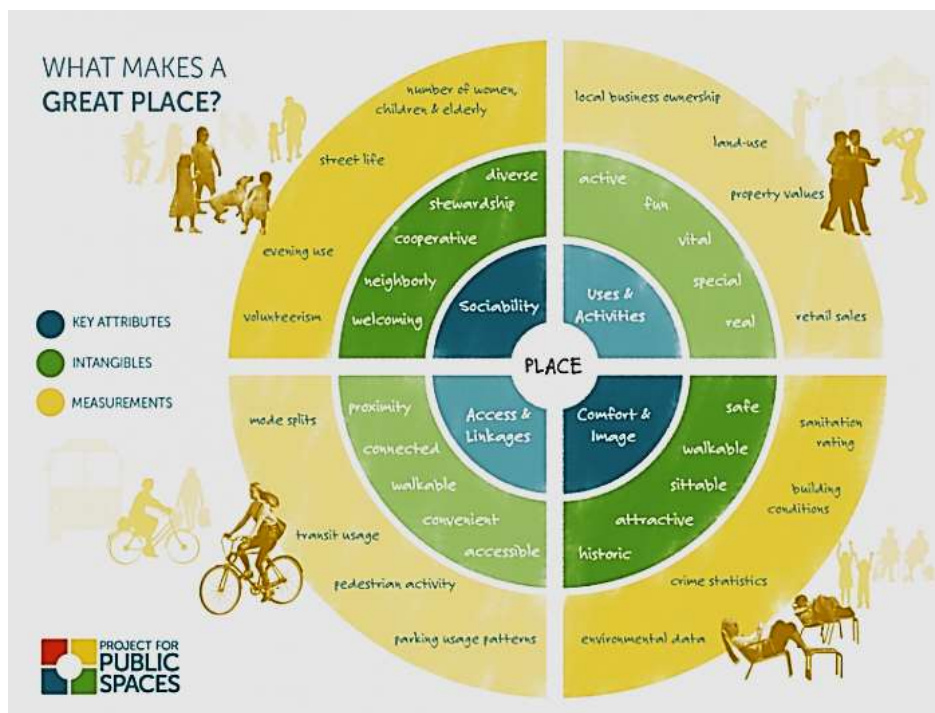 WHAT MAKES A
GREAT PLACE?
number of women,
children & elderly
street life
evening use
volunteerism
diverse
stewardship
cooperative
neighborly
welcoming
Sociability
local business ownership
land-use
property values
retail sales
active
fun
vital
special
real
Uses &
Activities
KEY ATTRIBUTES
INTANGIBLES
MEASUREMENTS
PLACE
mode splits
transit usage
pedestrian activity
parking usage patterns
proximity
connected
walkable
convenient
accessible
Access &
Linkages
Comfort &
Image
safe
walkable
sittable
attractive
historic
sanitation
rating
building
conditions
crime statistics
environmental data
PROJECT FOR
PUBLIC
SPACES